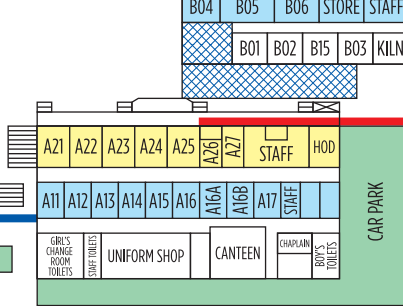 B04 B05 B06 STORE STAFF
B01 B02 B15 B03 KILN
A21 A22 A23 A24 A25 A26 A27 STAFF HOD
A11 A12 A13 A14 A15 A16 A16A A16B A17 STAFF
CAR PARK
GIRL'S
CHANGE
ROOM
TOILETS
STAFF TOILETS
UNIFORM SHOP
CANTEEN
CHAPLAIN
BOY'S
TOILETS